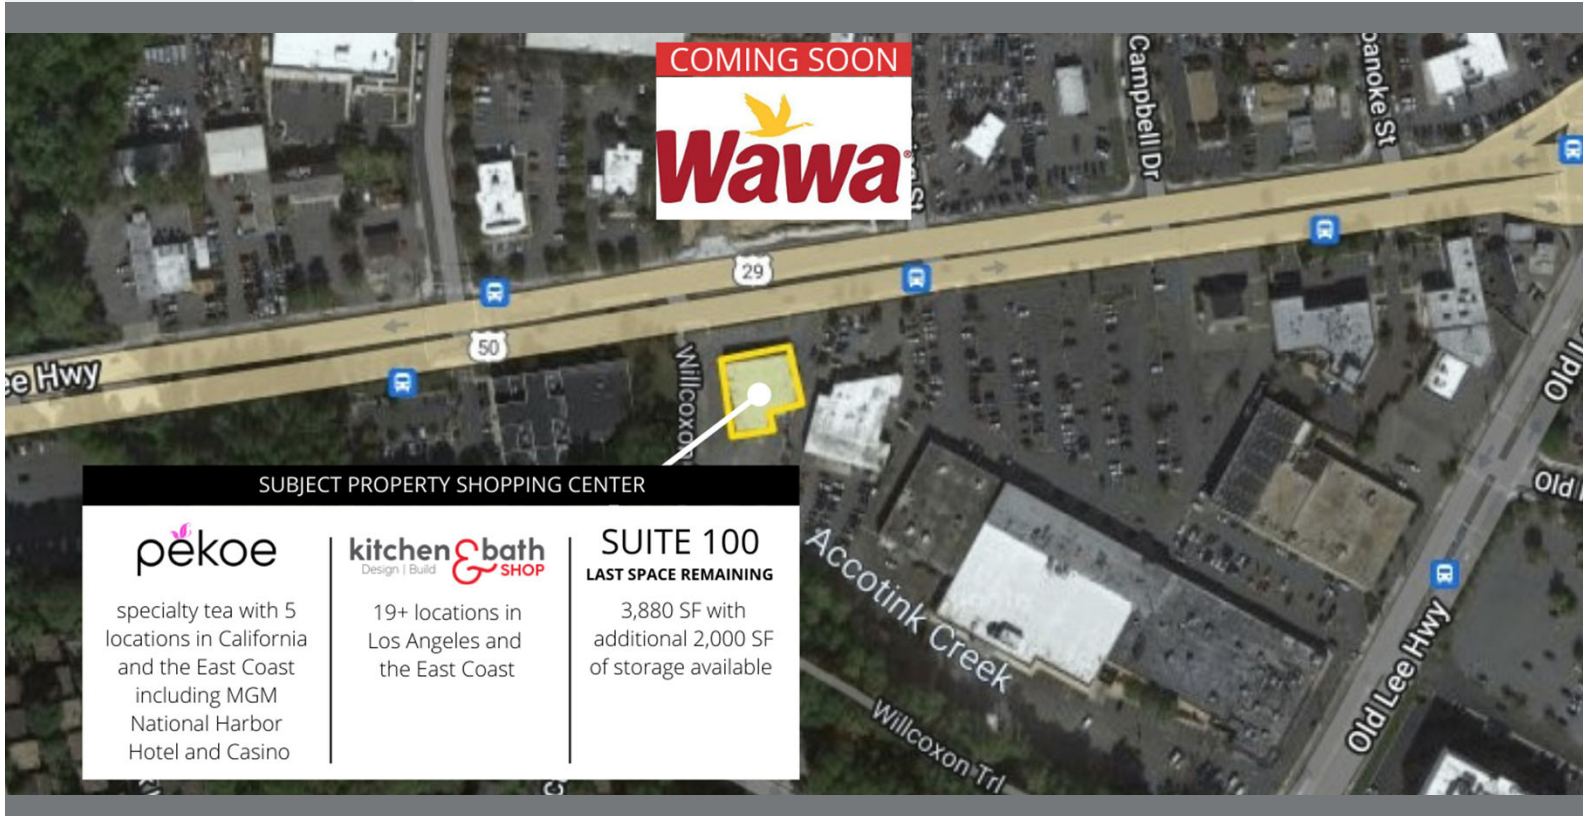 COMING SOON
Wawa
Campbell Dr
oanoke St
g St
29
50
ee Hwy
Willcoxon
Old L
Old
SUBJECT PROPERTY SHOPPING CENTER
pekoe
specialty tea with 5
locations in California
and the East Coast
including MGM
National Harbor
Hotel and Casino
kitchen & bath
Design | Build SHOP
19+ locations in
Los Angeles and
the East Coast
SUITE 100
LAST SPACE REMAINING
3,880 SF with
additional 2,000 SF
of storage available
Accotink Creek
Willcoxon Trl
Old Lee Hwy